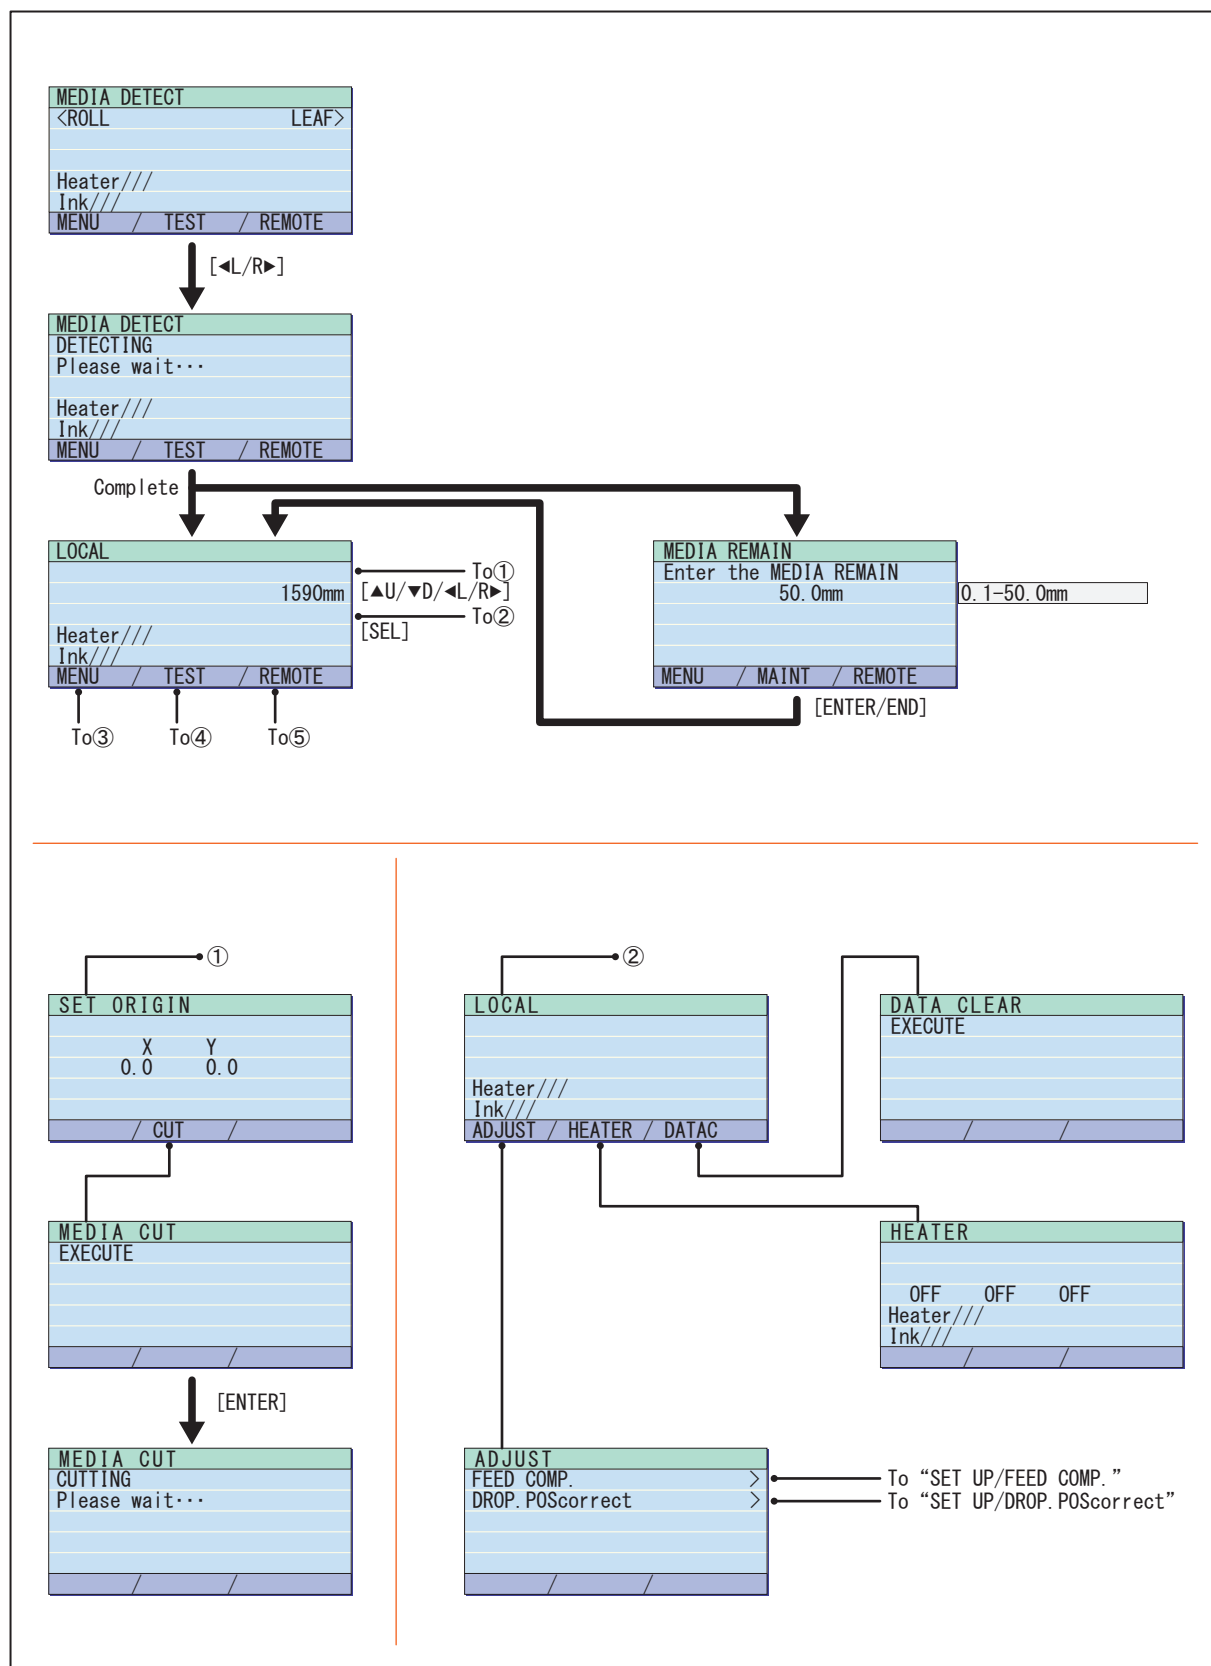 MEDIA DETECT
<ROLL LEAF>
Heater///
Ink///
MENU / TEST / REMOTE
[◄L/R►]
MEDIA DETECT
DETECTING
Please wait···
Heater///
Ink///
MENU / TEST / REMOTE
Complete
LOCAL
1590mm
Heater///
Ink///
MENU / TEST / REMOTE
To①
[▲U/▼D/◄L/R►]
To②
[SEL]
To③ To④ To⑤
MEDIA REMAIN
Enter the MEDIA REMAIN
50.0mm
0.1-50.0mm
MENU / MAINT / REMOTE
[ENTER/END]
①
SET ORIGIN
X Y
0.0 0.0
/ CUT /
MEDIA CUT
EXECUTE
/ /
[ENTER]
MEDIA CUT
CUTTING
Please wait···
/ /
②
LOCAL
Heater///
Ink///
ADJUST / HEATER / DATAC
DATA CLEAR
EXECUTE
/ /
HEATER
OFF OFF OFF
Heater///
Ink///
/ /
ADJUST
FEED COMP. >
DROP.POScorrect >
/ /
To “SET UP/FEED COMP.”
To “SET UP/DROP.POScorrect”